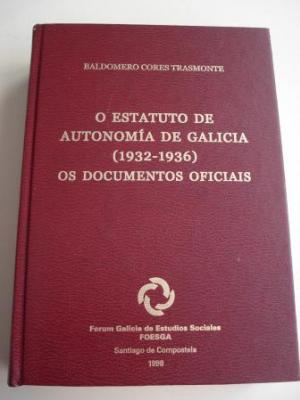 BALDOMERO CORES TRASMONTE
O ESTATUTO DE
AUTONOMÍA DE GALICIA
(1932-1936)
OS DOCUMENTOS OFICIAIS
Forum Galicia de Estudios Sociales
FOESGA
Santiago de Compostela
1998